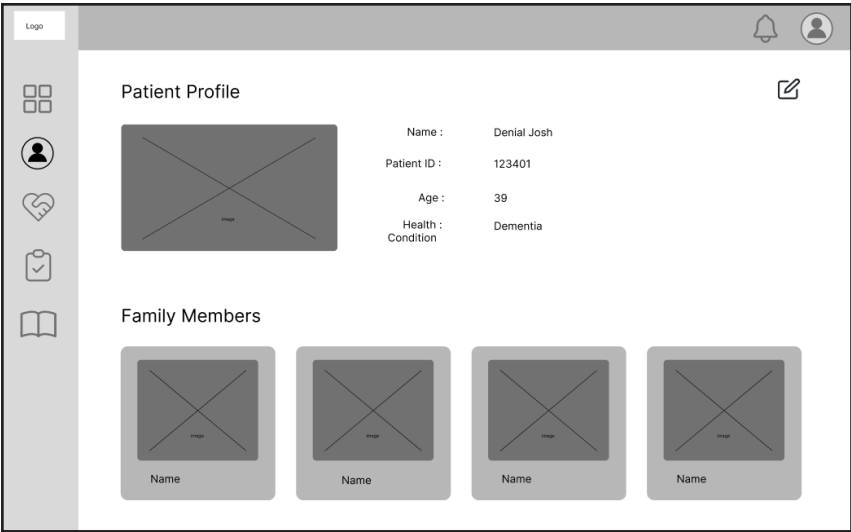 Logo
Patient Profile
Image
Name : Denial Josh
Patient ID : 123401
Age : 39
Health :
Condition
Dementia
Family Members
Image
Image
Image
Image
Name
Name
Name
Name